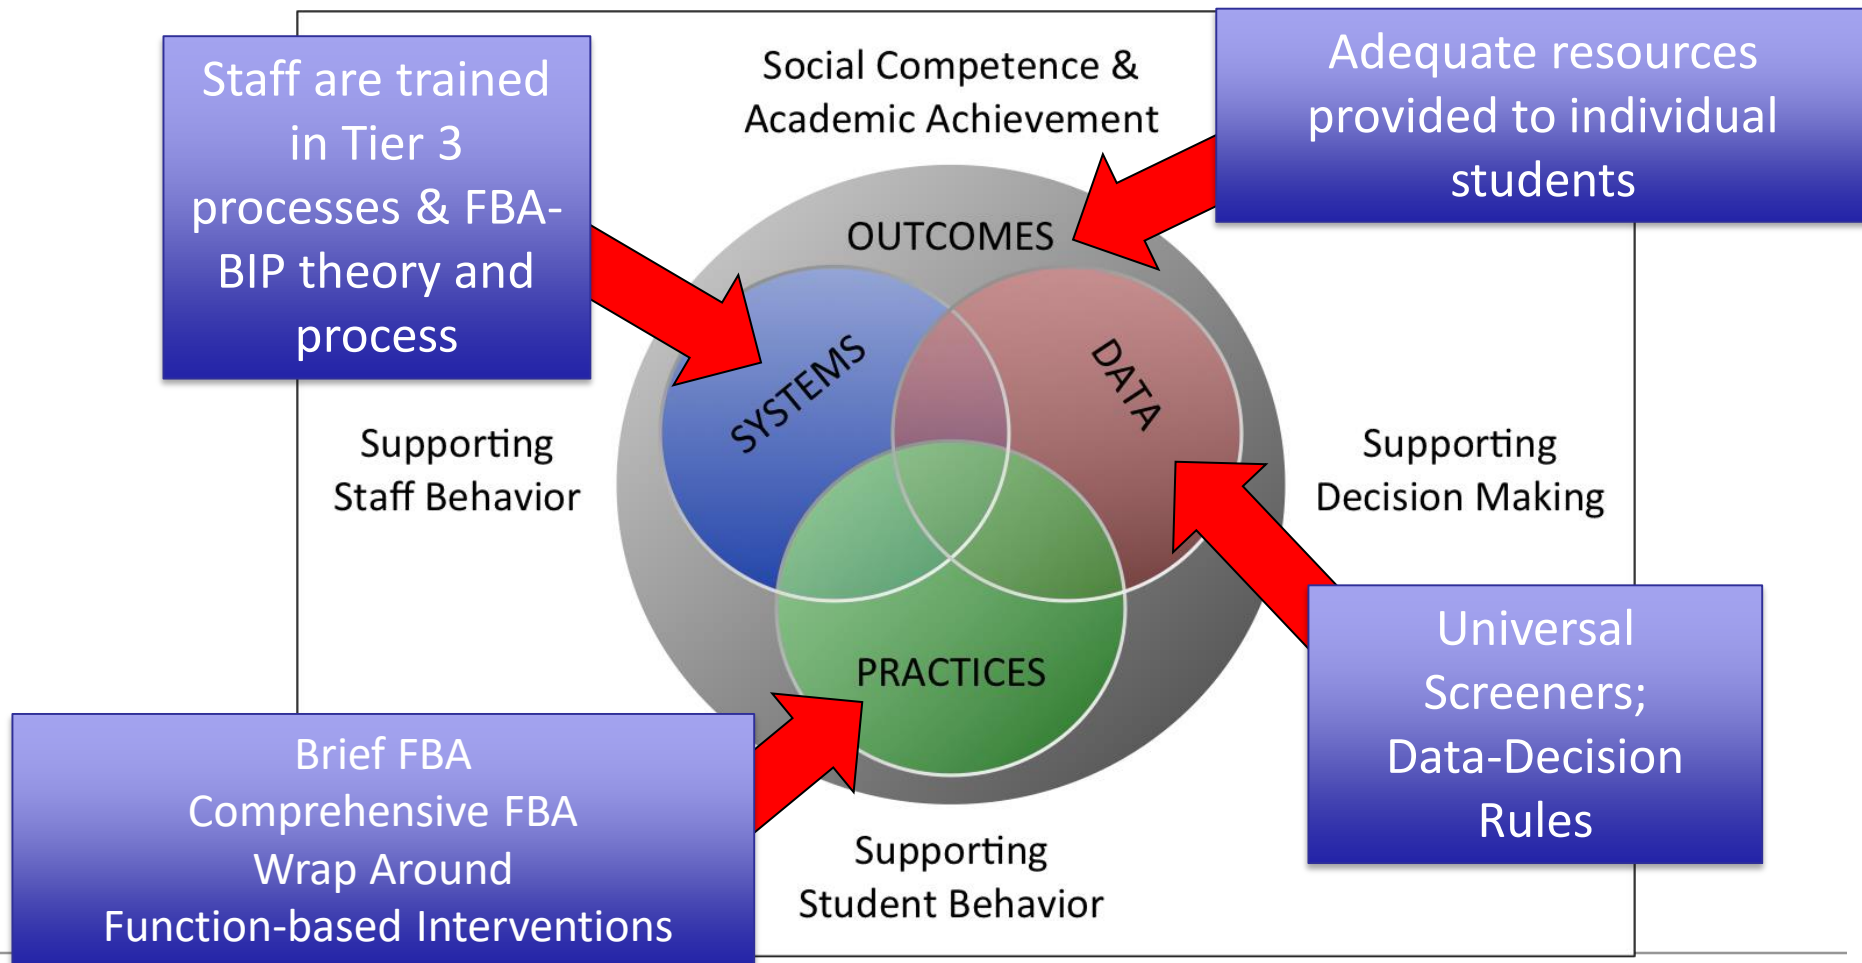 Staff are trained
in Tier 3
processes & FBA-
BIP theory and
process
Social Competence &
Academic Achievement
Adequate resources
provided to individual
students
OUTCOMES
SYSTEMS
DATA
PRACTICES
Supporting
Staff Behavior
Supporting
Decision Making
Universal
Screeners;
Data-Decision
Rules
Brief FBA
Comprehensive FBA
Wrap Around
Function-based Interventions
Supporting
Student Behavior